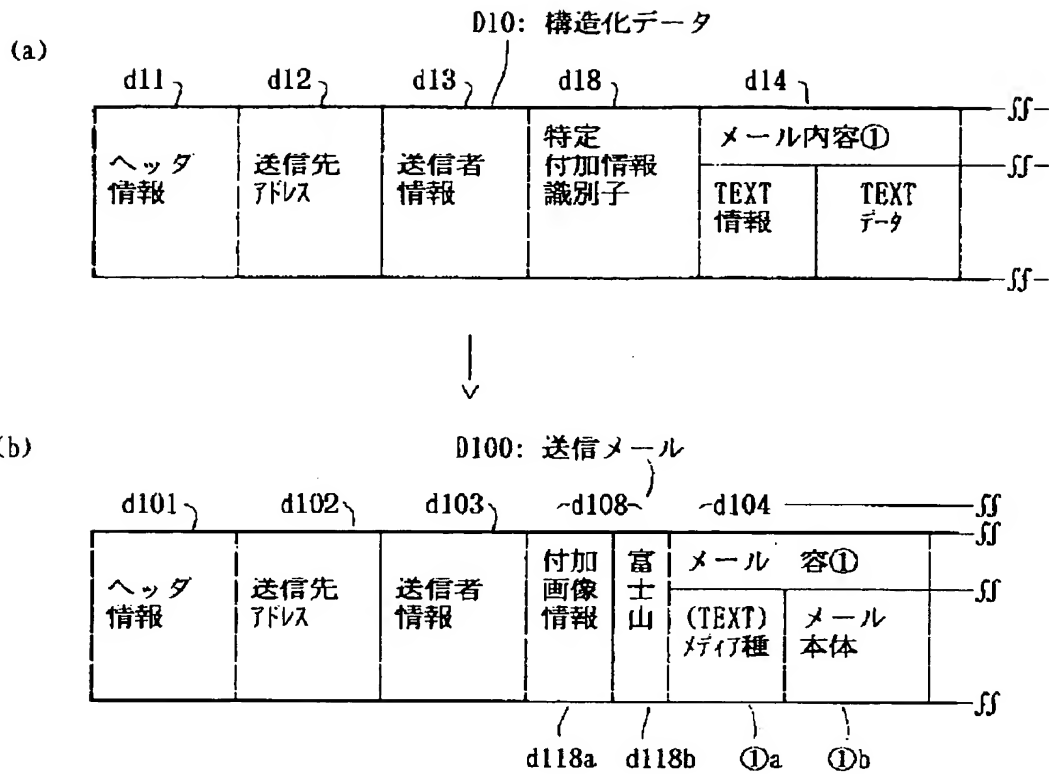 D10: 構造化データ
(a)
d11 d12 d13 d18 d14
ヘッダ
情報
送信先
アドレス
送信者
情報
特定
付加情報
識別子
メール内容①
TEXT
情報
TEXT
データ
(b)
D100: 送信メール
d101 d102 d103 d108 d104
ヘッダ
情報
送信先
アドレス
送信者
情報
付加
画像
情報
富
士
山
メール 容①
(TEXT)
メディア種
メール
本体
d118a d118b ①a ①b